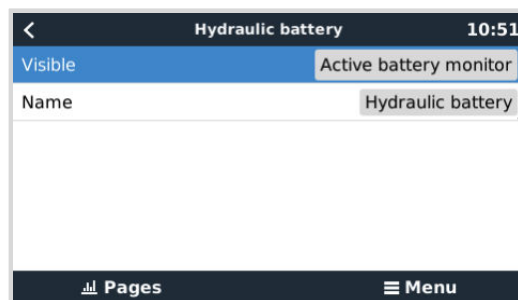 Hydraulic battery 10:51
Visible Active battery monitor
Name Hydraulic battery
Pages Menu